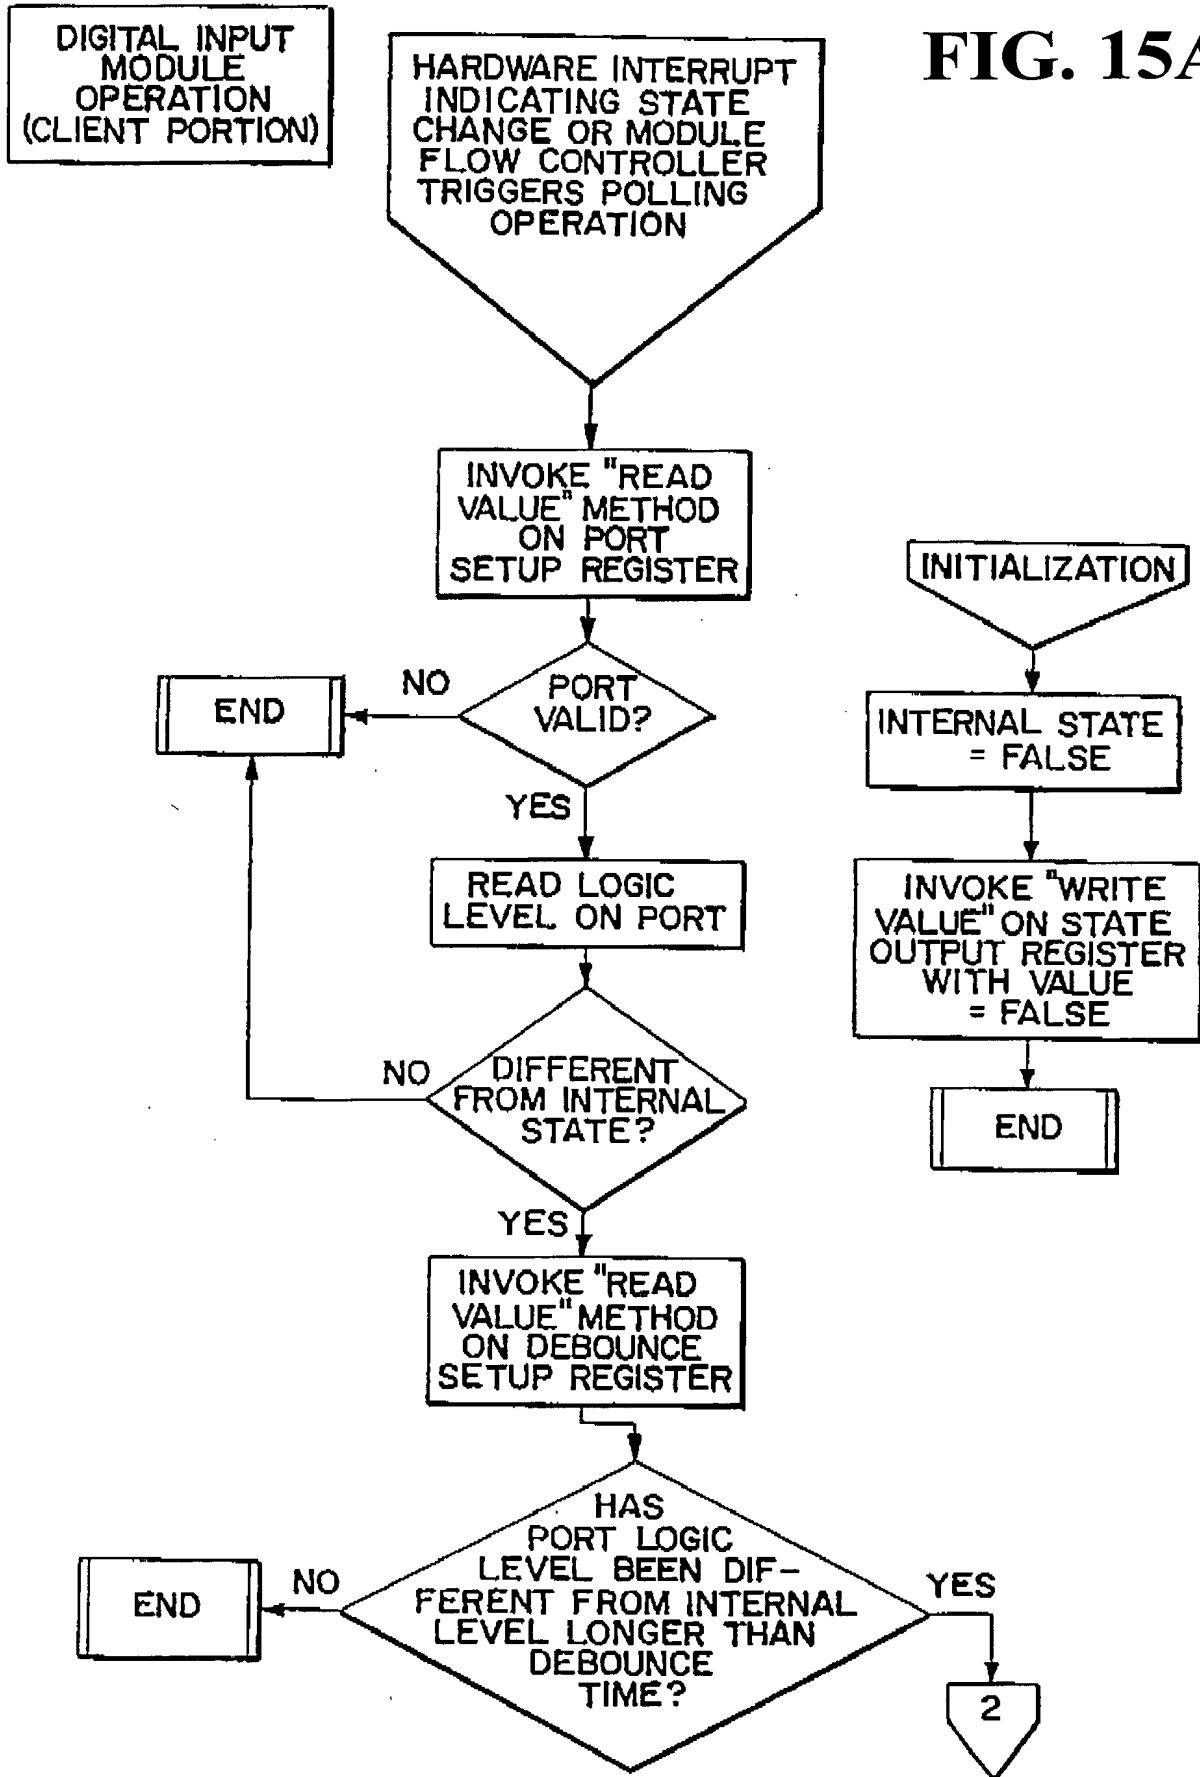 DIGITAL INPUT
MODULE
OPERATION
(CLIENT PORTION)
FIG. 15A
HARDWARE INTERRUPT
INDICATING STATE
CHANGE OR MODULE
FLOW CONTROLLER
TRIGGERS POLLING
OPERATION
INVOKE "READ
VALUE" METHOD
ON PORT
SETUP REGISTER
PORT
VALID?
NO
END
YES
READ LOGIC
LEVEL ON PORT
DIFFERENT
FROM INTERNAL
STATE?
NO
YES
INVOKE "READ
VALUE" METHOD
ON DEBOUNCE
SETUP REGISTER
HAS
PORT LOGIC
LEVEL BEEN DIF-
FERENT FROM INTERNAL
LEVEL LONGER THAN
DEBOUNCE
TIME?
NO
END
YES
2
INITIALIZATION
INTERNAL STATE
= FALSE
INVOKE "WRITE
VALUE" ON STATE
OUTPUT REGISTER
WITH VALUE
= FALSE
END